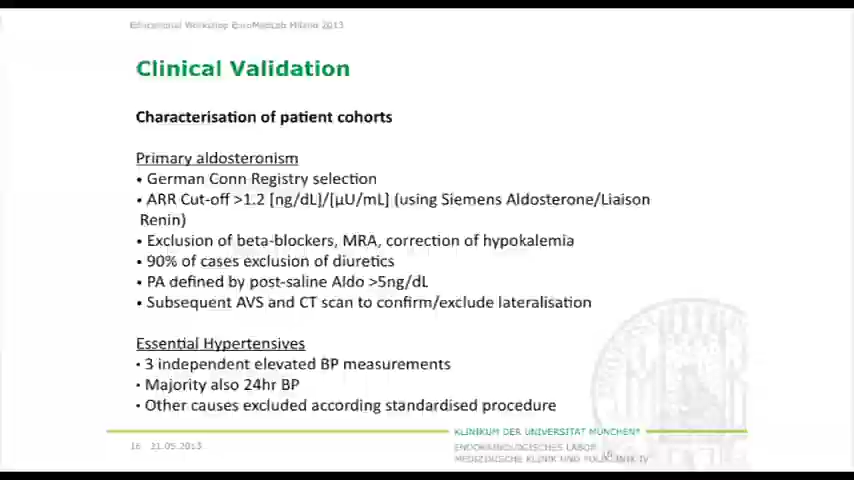 Educational Workshop EuroMedLab Milano 2013
Clinical Validation
Characterisation of patient cohorts
Primary aldosteronism
• German Conn Registry selection
• ARR Cut-off >1.2 [ng/dL]/[µU/mL] (using Siemens Aldosterone/Liaison
Renin)
• Exclusion of beta-blockers, MRA, correction of hypokalemia
• 90% of cases exclusion of diuretics
• PA defined by post-saline Aldo >5ng/dL
• Subsequent AVS and CT scan to confirm/exclude lateralisation
Essential Hypertensives
• 3 independent elevated BP measurements
• Majority also 24hr BP
• Other causes excluded according standardised procedure
KLINIKUM DER UNIVERSITÄT MÜNCHEN®
16 21.05.2013
ENDOKRINOLOGISCHES LABOR
MEDIZINISCHE KLINIK UND POLIKLINIK IV